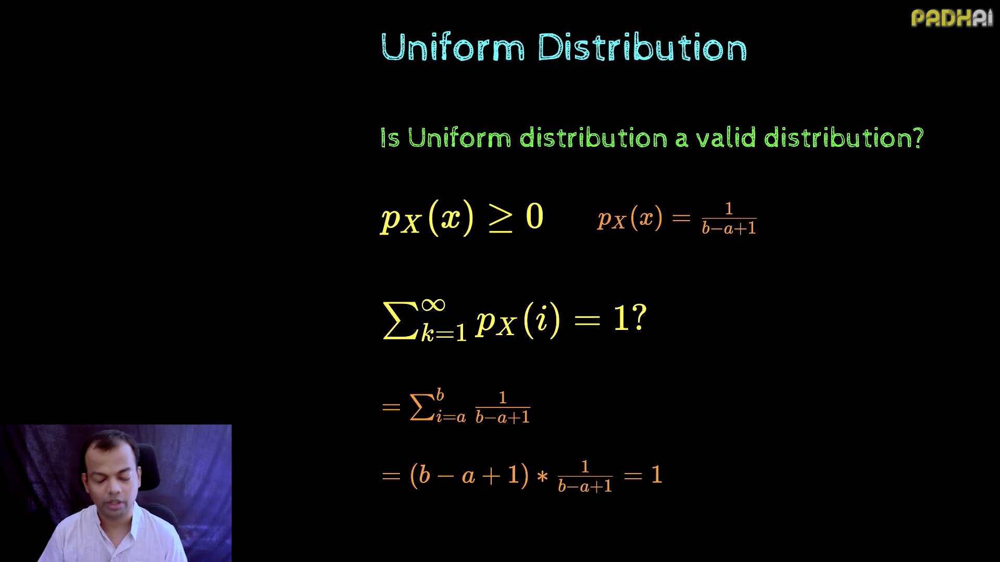 PADHAI
Uniform Distribution
Is Uniform distribution a valid distribution?
$p_X(x) \geq 0$ $p_X(x) = \frac{1}{b-a+1}$
$\sum_{k=1}^{\infty} p_X(i) = 1?$
$= \sum_{i=a}^{b} \frac{1}{b-a+1}$
$= (b-a+1) * \frac{1}{b-a+1} = 1$